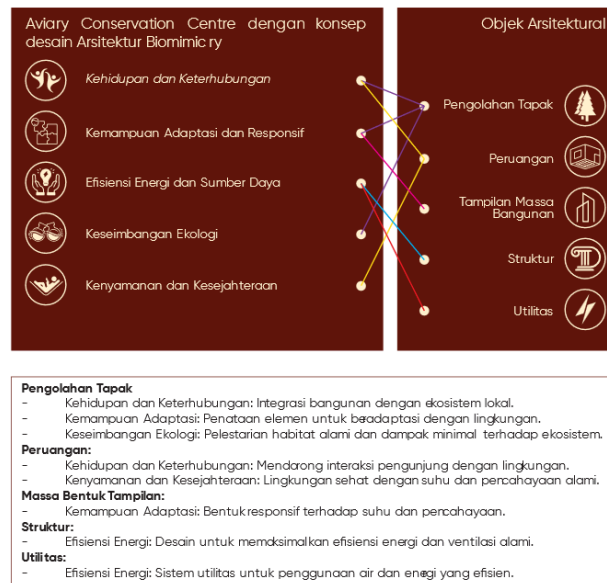 Aviary Conservation Centre dengan konsep
desain Arsitektur Biomimic ry
Kehidupan dan Keterhubungan
Kemampuan Adaptasi dan Responsif
Efisiensi Energi dan Sumber Daya
Keseimbangan Ekologi
Kenyamanan dan Kesejahteraan
Objek Arsitektural
Pengolahan Tapak
Peruangan
Tampilan Massa
Bangunan
Struktur
Utilitas
Pengolahan Tapak
- Kehidupan dan Keterhubungan: Integrasi bangunan dengan ekosistem lokal.
- Kemampuan Adaptasi: Penataan elemen untuk beradaptasi dengan lingkungan.
- Keseimbangan Ekologi: Pelestarian habitat alami dan dampak minimal terhadap ekosistem.
Peruangan:
- Kehidupan dan Keterhubungan: Mendorong interaksi pengunjung dengan lingkungan.
- Kenyamanan dan Kesejahteraan: Lingkungan sehat dengan suhu dan pencahayaan alami.
Massa Bentuk Tampilan:
- Kemampuan Adaptasi: Bentuk responsif terhadap suhu dan pencahayaan.
Struktur:
- Efisiensi Energi: Desain untuk memaksimalkan efisiensi energi dan ventilasi alami.
Utilitas:
- Efisiensi Energi: Sistem utilitas untuk penggunaan air dan energi yang efisien.